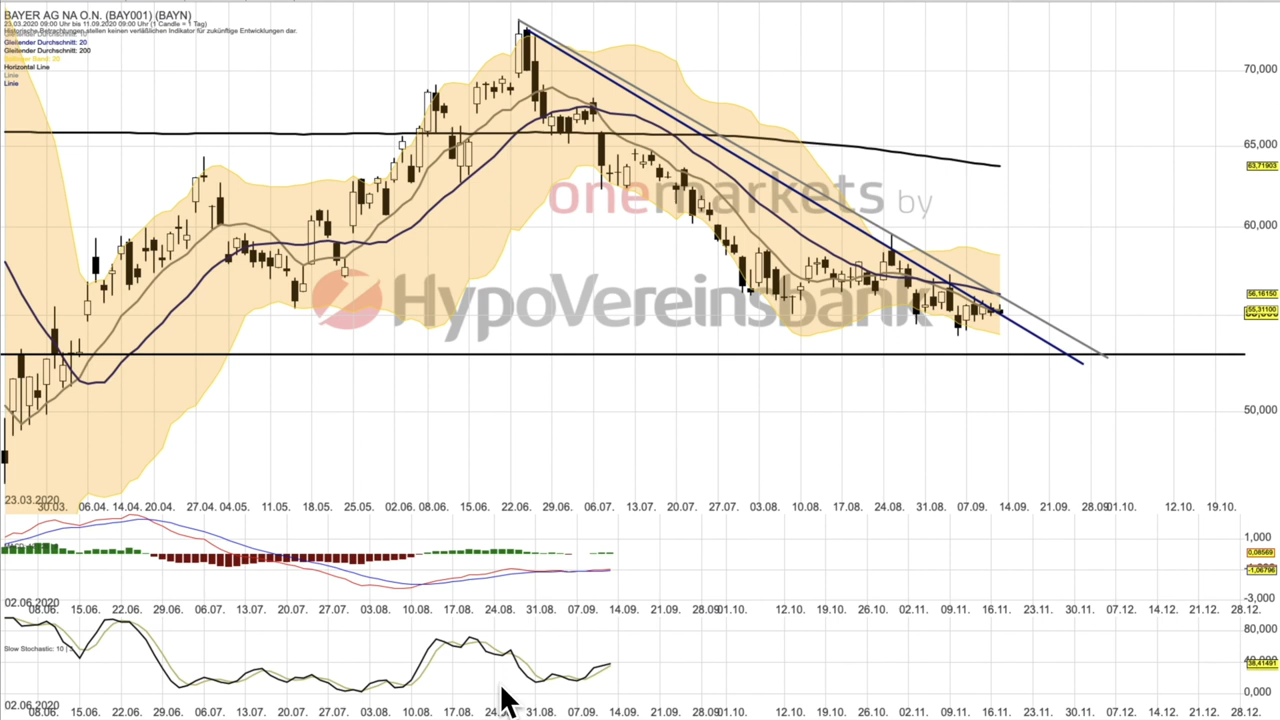 BAYER AG NA O.N. (BAY001) (BAYN)
23.03.2020 09:00 Uhr bis 11.09.2020 09:00 Uhr (1 Candle = 1 Tag)
Historische Betrachtungen stellen keinen verläßlichen Indikator für zukünftige Entwicklungen dar.
Gleitender Durchschnitt: 10
Gleitender Durchschnitt: 20
Gleitender Durchschnitt: 200
Bollinger Band: 20
Horizontal Line
Linie
Linie
70,000
65,000
63,71903
onemarkets by
60,000
HypoVereinsbank
56,16150
55,31100
50,000
23.03.2020
30.03. 06.04. 14.04. 20.04. 27.04 04.05. 11.05. 18.05. 25.05. 02.06. 08.06. 15.06. 22.06. 29.06. 06.07. 13.07. 20.07. 27.07. 03.08. 10.08. 17.08. 24.08. 31.08. 07.09. 14.09. 21.09. 28.09 01.10. 12.10. 19.10.
1,000
0,08569
-1,06796
-3,000
02.06.2020
08.06. 15.06. 22.06. 29.06. 06.07. 13.07. 20.07. 27.07. 03.08. 10.08. 17.08. 24.08. 31.08. 07.09. 14.09. 21.09. 28.09 01.10. 12.10. 19.10. 26.10. 02.11. 09.11. 16.11. 23.11. 30.11. 07.12. 14.12. 21.12. 28.12.
80,000
Slow Stochastic: 10 | 3
38,41491
0,000
02.06.2020
08.06. 15.06. 22.06. 29.06. 06.07. 13.07. 20.07. 27.07. 03.08. 10.08. 17.08. 24.08. 31.08. 07.09. 14.09. 21.09. 28.09 01.10. 12.10. 19.10. 26.10. 02.11. 09.11. 16.11. 23.11. 30.11. 07.12. 14.12. 21.12. 28.12.